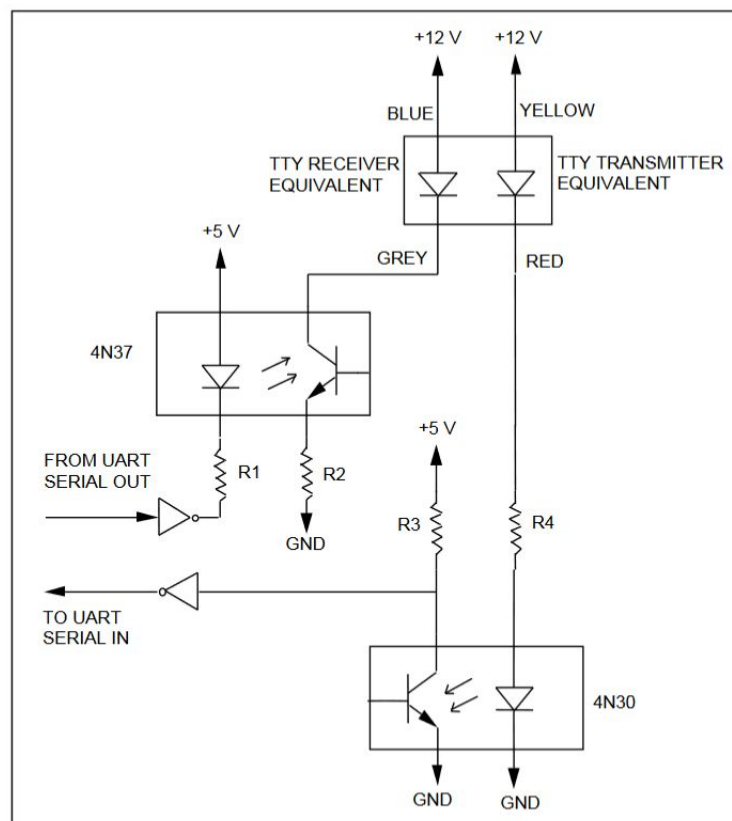 +12 V
+12 V
BLUE
YELLOW
TTY RECEIVER
EQUIVALENT
TTY TRANSMITTER
EQUIVALENT
+5 V
GREY
RED
4N37
FROM UART
SERIAL OUT
R1
R2
+5 V
R3
R4
GND
TO UART
SERIAL IN
4N30
GND
GND